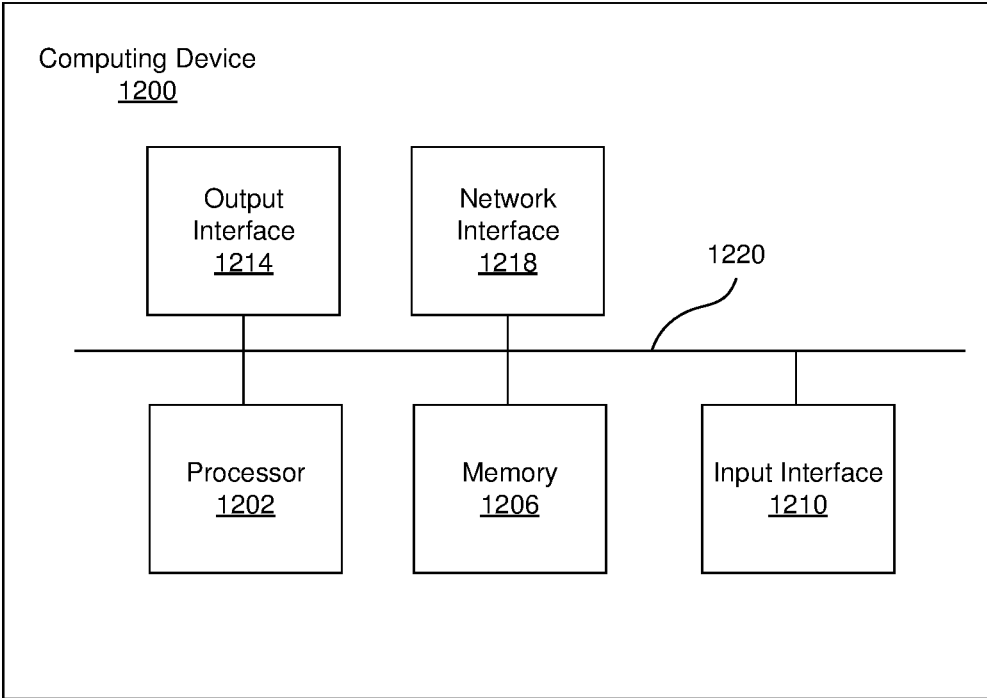 Computing Device
1200
Output
Interface
1214
Network
Interface
1218
1220
Processor
1202
Memory
1206
Input Interface
1210